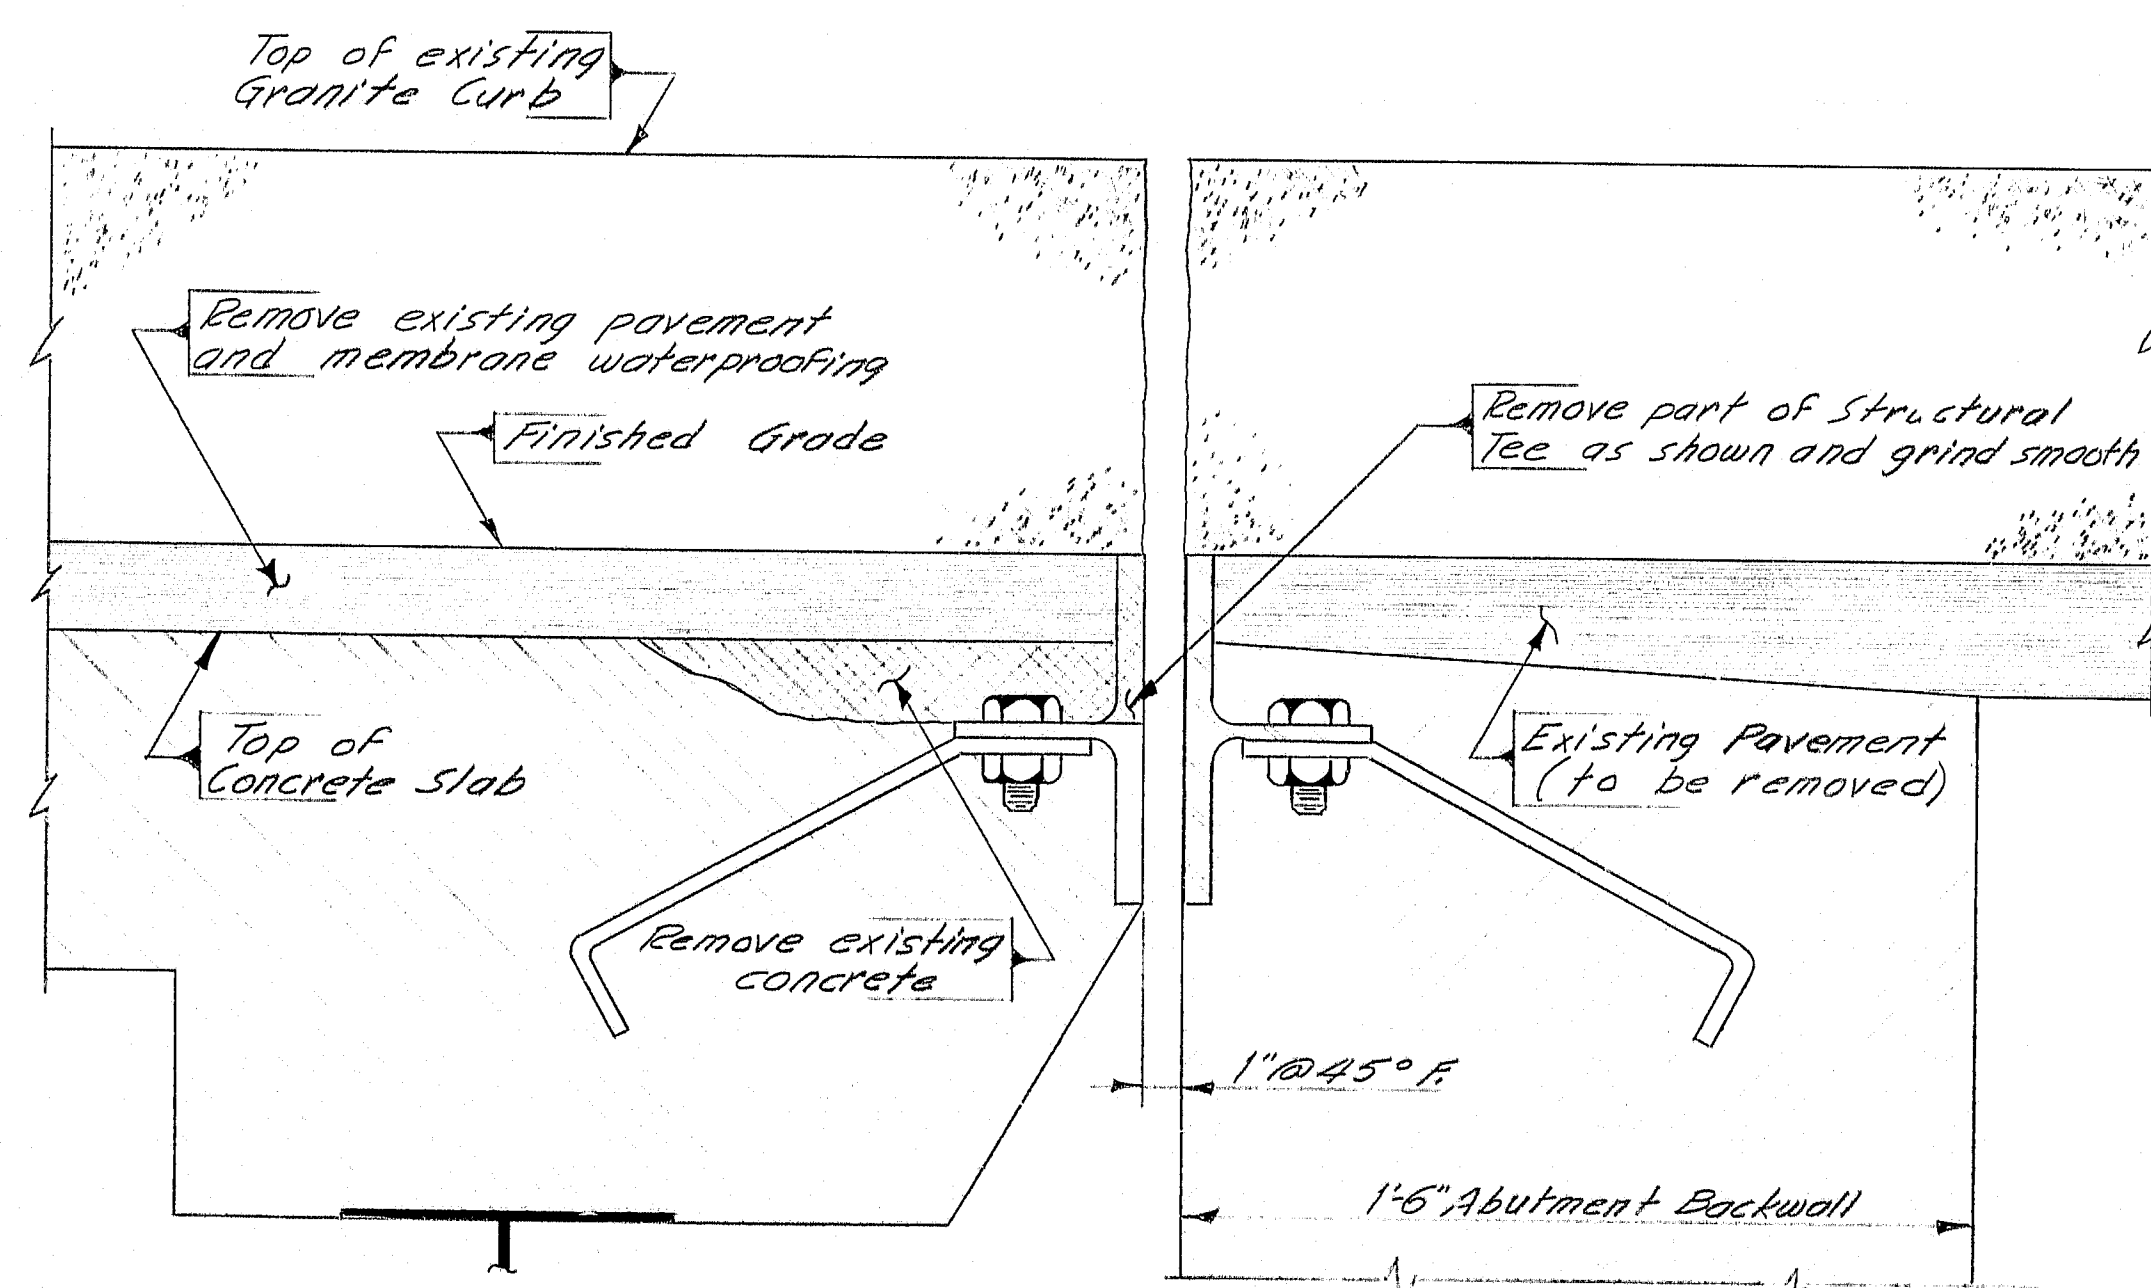 Top of existing
Granite Curb
Remove existing pavement
and membrane waterproofing
Finished Grade
Remove part of Structural
Tee as shown and grind smooth
Top of
Concrete Slab
Existing Pavement
(to be removed)
Remove existing
concrete
1"@45° F.
1'-6" Abutment Backwall